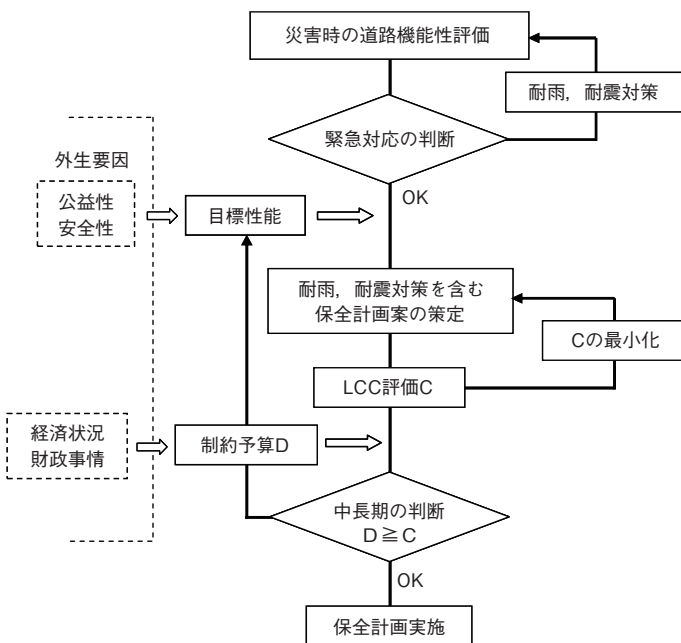 災害時の道路機能性評価
耐雨，耐震対策
緊急対応の判断
OK
外生要因
公益性
安全性
目標性能
耐雨，耐震対策を含む
保全計画案の策定
Cの最小化
LCC評価C
経済状況
財政事情
制約予算D
中長期の判断
D≧C
OK
保全計画実施